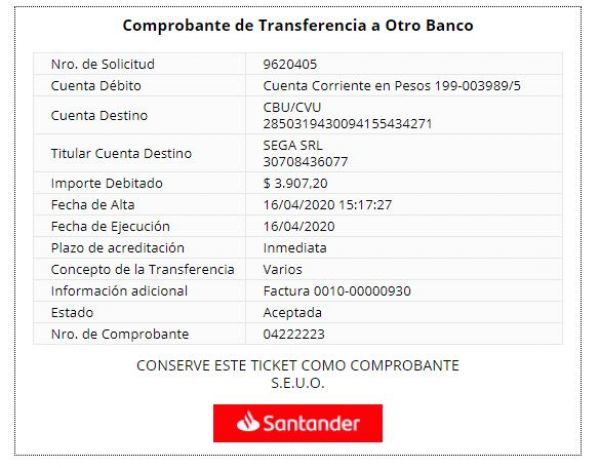 Comprobante de Transferencia a Otro Banco
Nro. de Solicitud 9620405
Cuenta Débito Cuenta Corriente en Pesos 199-003989/5
Cuenta Destino CBU/CVU
2850319430094155434271
Titular Cuenta Destino SEGA SRL
30708436077
Importe Debitado $ 3.907,20
Fecha de Alta 16/04/2020 15:17:27
Fecha de Ejecución 16/04/2020
Plazo de acreditación Inmediata
Concepto de la Transferencia Varios
Información adicional Factura 0010-00000930
Estado Aceptada
Nro. de Comprobante 04222223
CONSERVE ESTE TICKET COMO COMPROBANTE
S.E.U.O.
Santander